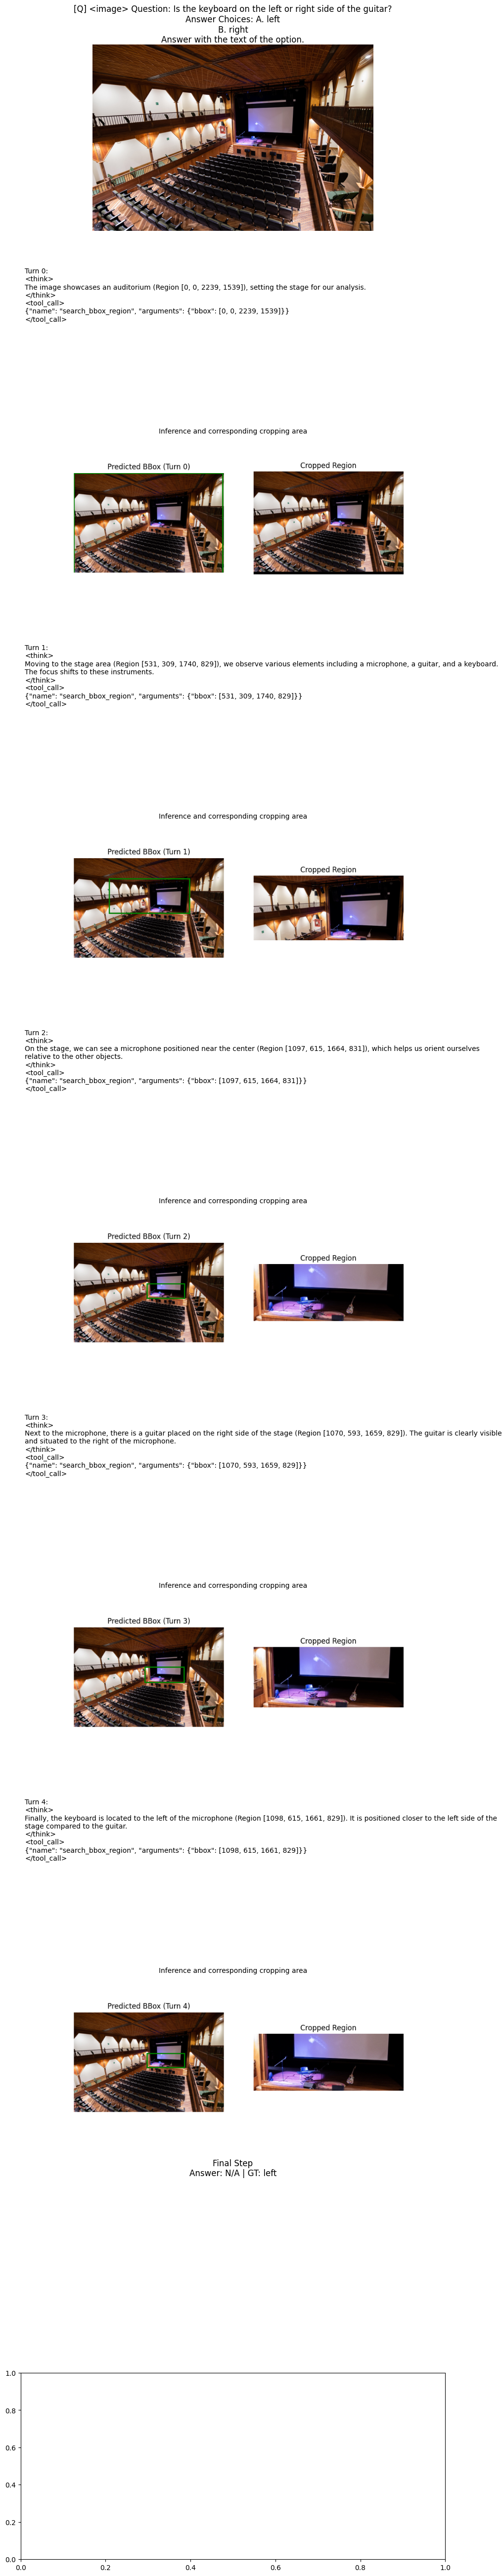 [Q] <image> Question: Is the keyboard on the left or right side of the guitar?
Answer Choices: A. left
B. right
Answer with the text of the option.
Turn 0:
<think>
The image showcases an auditorium (Region [0, 0, 2239, 1539]), setting the stage for our analysis.
</think>
<tool_call>
{"name": "search_bbox_region", "arguments": {"bbox": [0, 0, 2239, 1539]}}
</tool_call>
Inference and corresponding cropping area
Predicted BBox (Turn 0)
Cropped Region
Turn 1:
<think>
Moving to the stage area (Region [531, 309, 1740, 829]), we observe various elements including a microphone, a guitar, and a keyboard.
The focus shifts to these instruments.
</think>
<tool_call>
{"name": "search_bbox_region", "arguments": {"bbox": [531, 309, 1740, 829]}}
</tool_call>
Inference and corresponding cropping area
Predicted BBox (Turn 1)
Cropped Region
Turn 2:
<think>
On the stage, we can see a microphone positioned near the center (Region [1097, 615, 1664, 831]), which helps us orient ourselves
relative to the other objects.
</think>
<tool_call>
{"name": "search_bbox_region", "arguments": {"bbox": [1097, 615, 1664, 831]}}
</tool_call>
Inference and corresponding cropping area
Predicted BBox (Turn 2)
Cropped Region
Turn 3:
<think>
Next to the microphone, there is a guitar placed on the right side of the stage (Region [1070, 593, 1659, 829]). The guitar is clearly visible
and situated to the right of the microphone.
</think>
<tool_call>
{"name": "search_bbox_region", "arguments": {"bbox": [1070, 593, 1659, 829]}}
</tool_call>
Inference and corresponding cropping area
Predicted BBox (Turn 3)
Cropped Region
Turn 4:
<think>
Finally, the keyboard is located to the left of the microphone (Region [1098, 615, 1661, 829]). It is positioned closer to the left side of the
stage compared to the guitar.
</think>
<tool_call>
{"name": "search_bbox_region", "arguments": {"bbox": [1098, 615, 1661, 829]}}
</tool_call>
Inference and corresponding cropping area
Predicted BBox (Turn 4)
Cropped Region
Final Step
Answer: N/A | GT: left
1.0
0.8
0.6
0.4
0.2
0.0
0.0 0.2 0.4 0.6 0.8 1.0